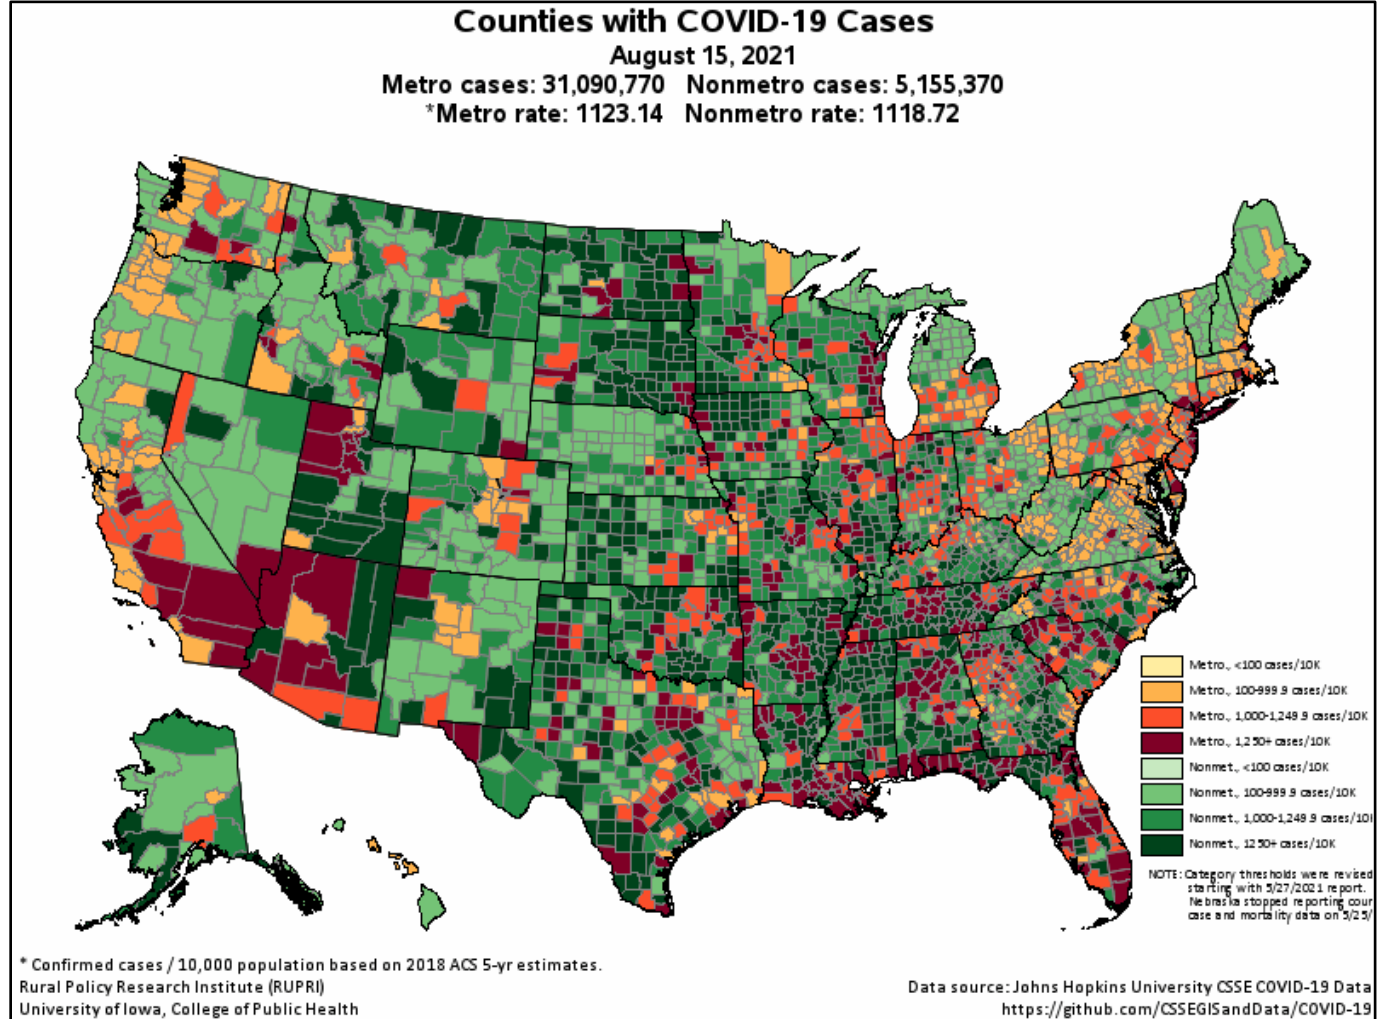 Counties with COVID-19 Cases
August 15, 2021
Metro cases: 31,090,770 Nonmetro cases: 5,155,370
*Metro rate: 1123.14 Nonmetro rate: 1118.72
Metro., <100 cases/10K
Metro., 100-999.9 cases/10K
Metro., 1,000-1,249.9 cases/10K
Metro., 1,250+ cases/10K
Nonmet., <100 cases/10K
Nonmet., 100-999.9 cases/10K
Nonmet., 1,000-1,249.9 cases/10K
Nonmet., 1250+ cases/10K
NOTE: Category thresholds were revised
starting with 5/27/2021 report.
Nebraska stopped reporting cour
case and mortality data on 5/25/
* Confirmed cases / 10,000 population based on 2018 ACS 5-yr estimates.
Rural Policy Research Institute (RUPRI)
University of Iowa, College of Public Health
Data source: Johns Hopkins University CSSE COVID-19 Data
https://github.com/CSSEGISandData/COVID-19